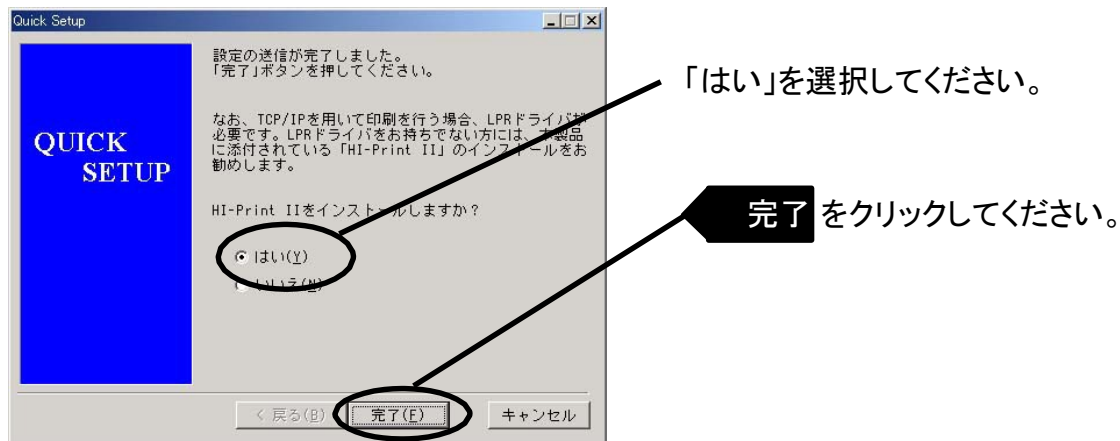 Quick Setup
設定の送信が完了しました。
「完了」ボタンを押してください。
なお、TCP/IPを用いて印刷を行う場合、LPRドライバが
必要です。LPRドライバをお持ちでない方には、本製品
に添付されている「HI-Print II」のインストールをお
勧めします。
QUICK
SETUP
HI-Print IIをインストールしますか？
はい(Y)
いいえ(N)
< 戻る(B)
完了(F)
キャンセル
「はい」を選択してください。
完了 をクリックしてください。